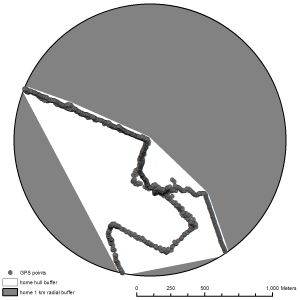 GPS points
home hull buffer
home 1 km radial buffer
0 250 500 1,000 Meters